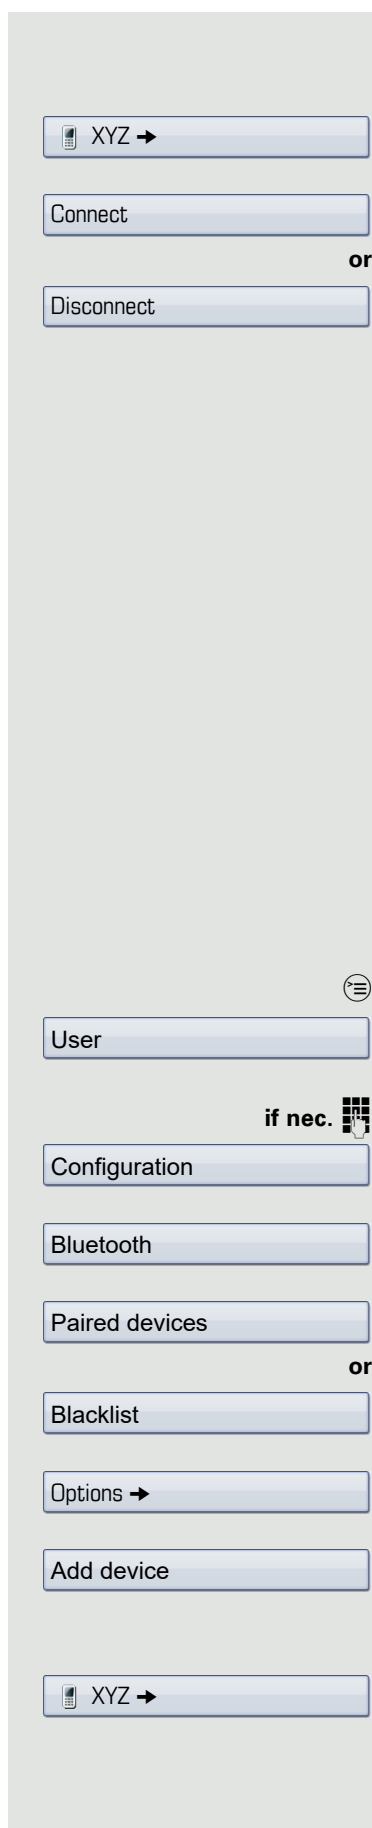 XYZ →
Connect
or
Disconnect
User
if nec.
Configuration
Bluetooth
Paired devices
or
Blacklist
Options →
Add device
XYZ →